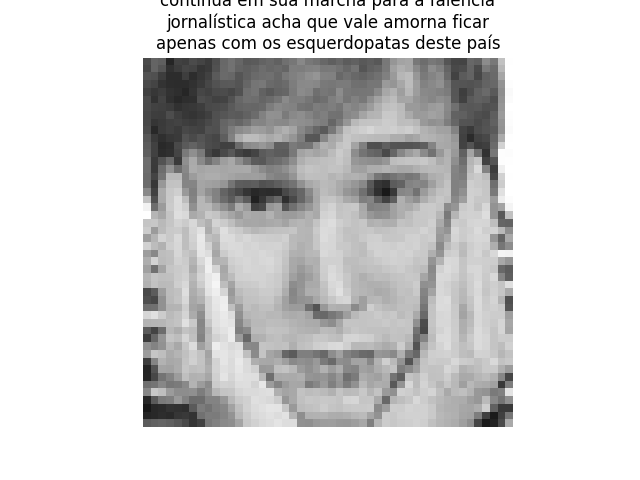 continua em sua marcha para a falência
jornalística acha que vale amorna ficar
apenas com os esquerdopatas deste país